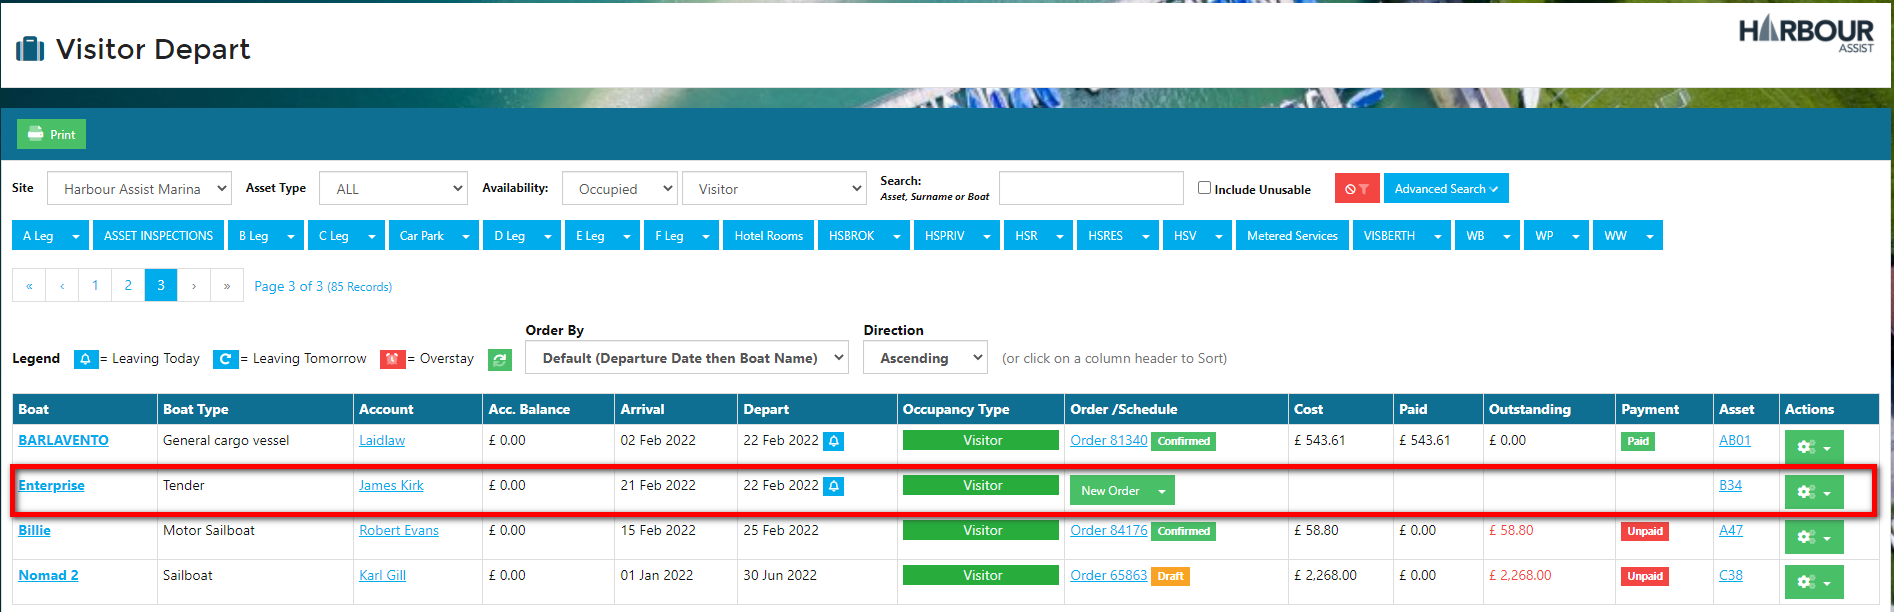 Visitor Depart
HARBOUR
ASSIST
Print
Site Harbour Assist Marina Asset Type ALL Availability: Occupied Visitor Search: Asset, Surname or Boat Include Unusable Advanced Search
A Leg ASSET INSPECTIONS B Leg C Leg Car Park D Leg E Leg F Leg Hotel Rooms HSBROK HSPRIV HSR HSRES HSV Metered Services VISBERTH WB WP WW
« ‹ 1 2 3 › » Page 3 of 3 (85 Records)
Order By Direction
Legend = Leaving Today = Leaving Tomorrow = Overstay Default (Departure Date then Boat Name) Ascending (or click on a column header to Sort)
Boat Boat Type Account Acc. Balance Arrival Depart Occupancy Type Order /Schedule Cost Paid Outstanding Payment Asset Actions
BARLAVENTO General cargo vessel Laidlaw £ 0.00 02 Feb 2022 22 Feb 2022 Visitor Order 81340 Confirmed £ 543.61 £ 543.61 £ 0.00 Paid AB01
Enterprise Tender James Kirk £ 0.00 21 Feb 2022 22 Feb 2022 Visitor New Order B34
Billie Motor Sailboat Robert Evans £ 0.00 15 Feb 2022 25 Feb 2022 Visitor Order 84176 Confirmed £ 58.80 £ 0.00 £ 58.80 Unpaid A47
Nomad 2 Sailboat Karl Gill £ 0.00 01 Jan 2022 30 Jun 2022 Visitor Order 65863 Draft £ 2,268.00 £ 0.00 £ 2,268.00 Unpaid C38